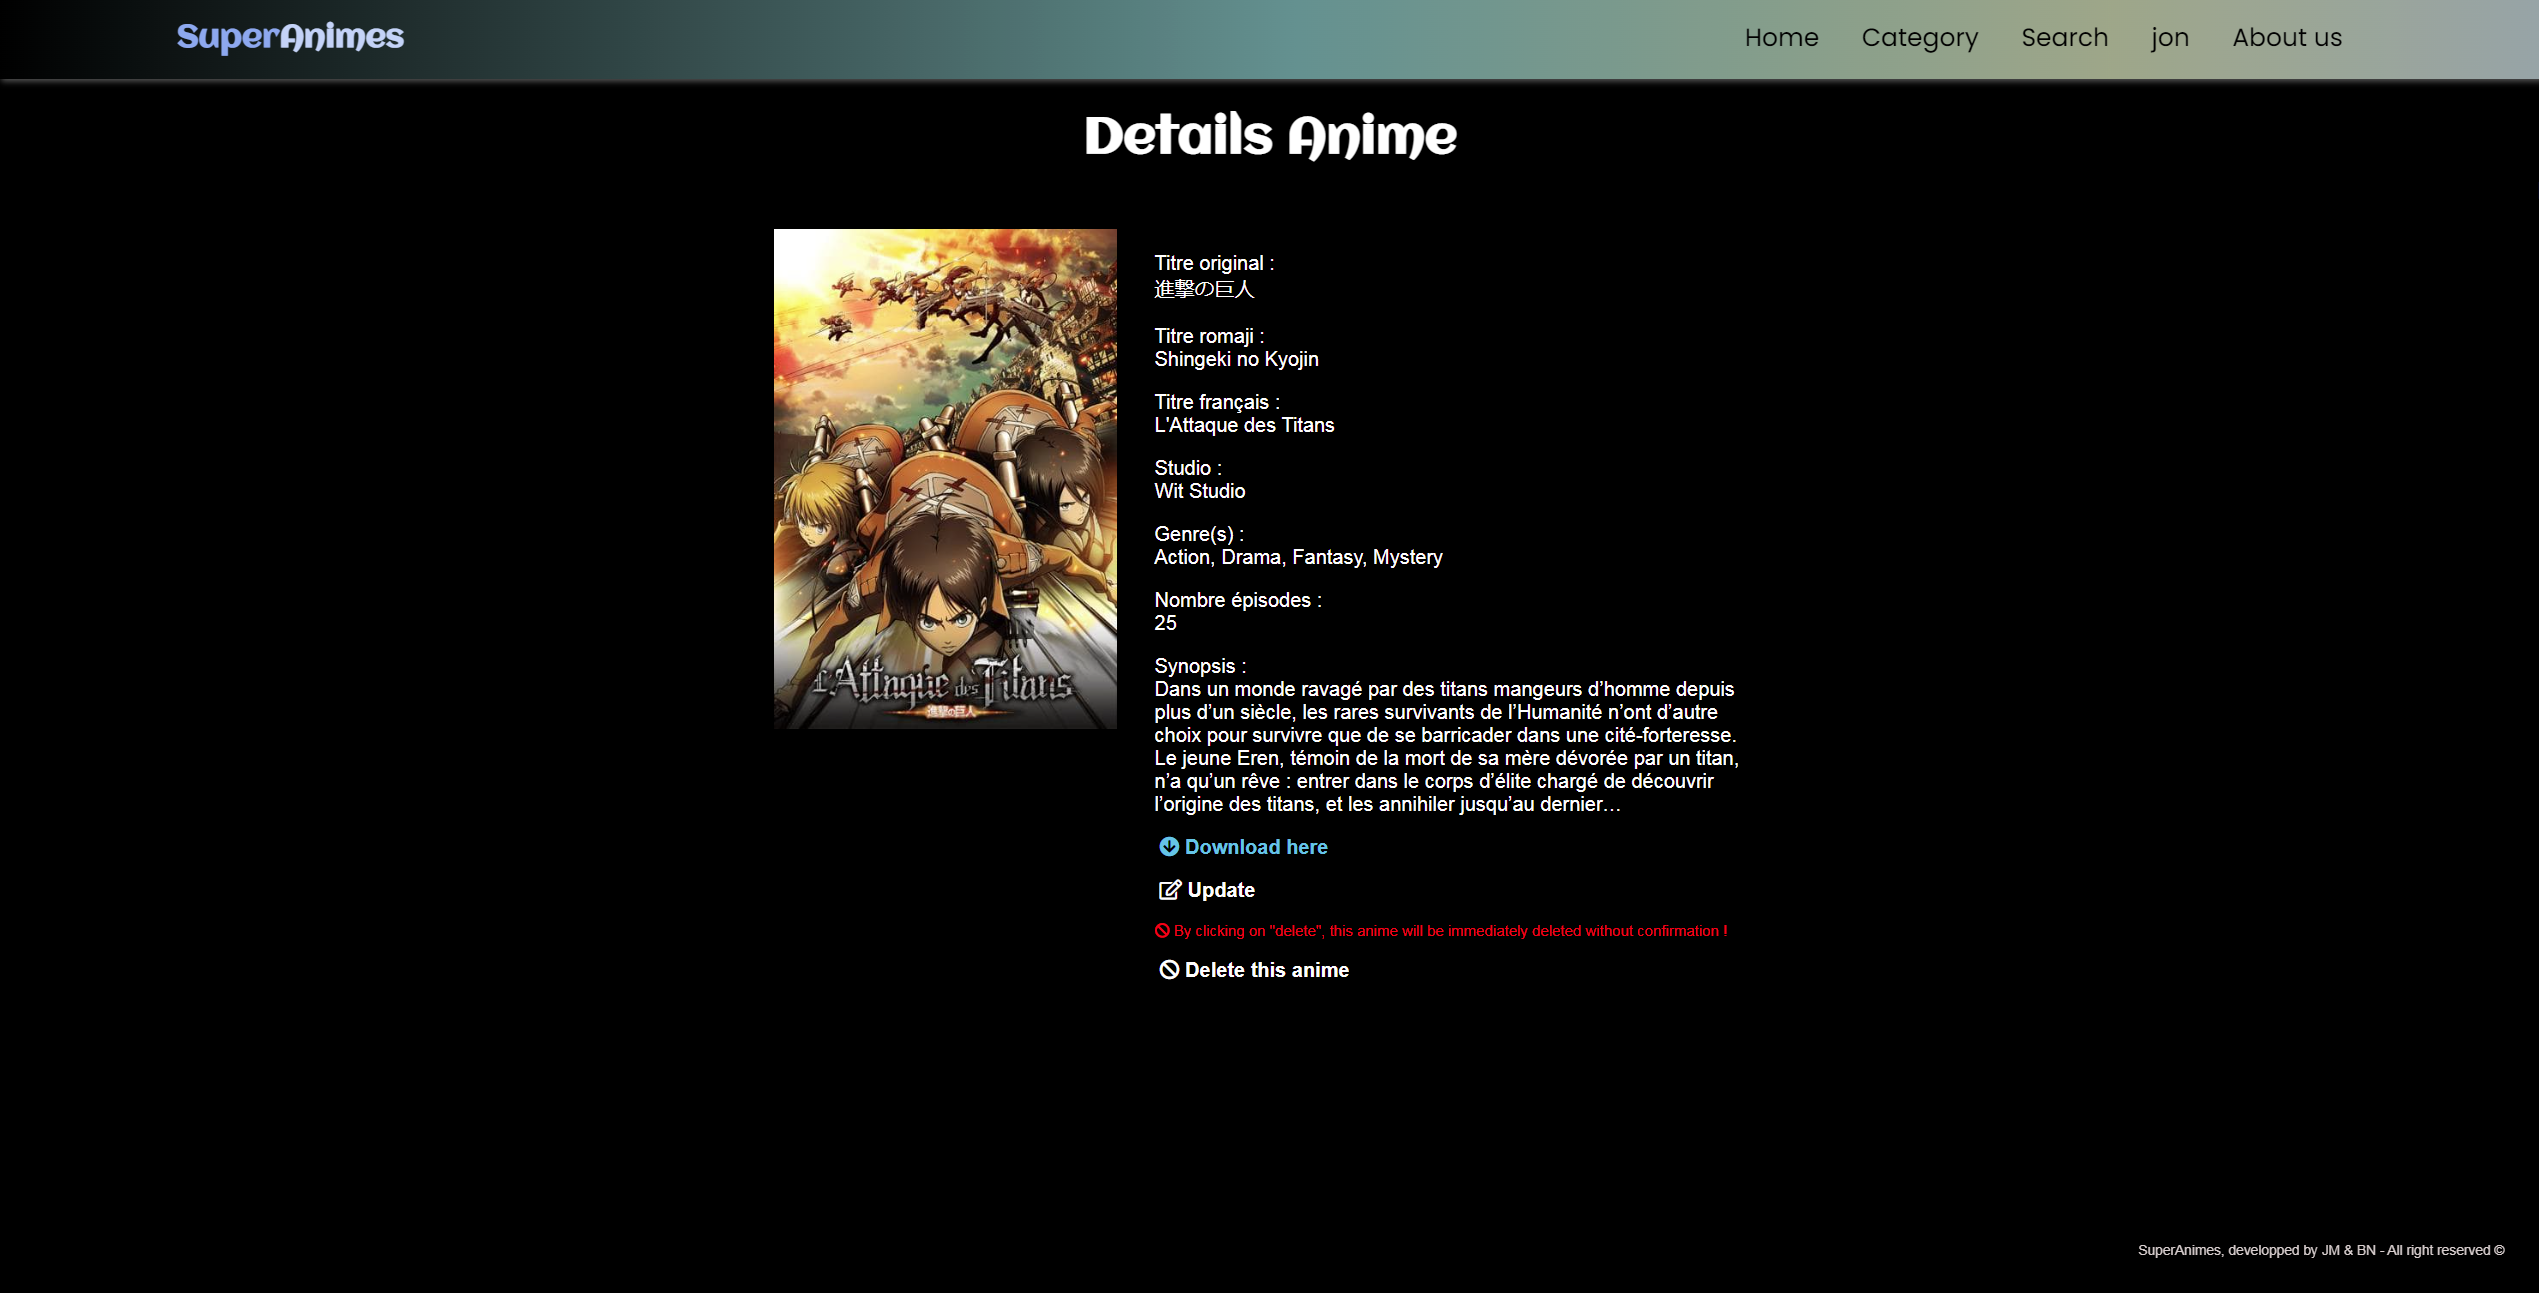 SuperAnimes
Home Category Search jon About us
Details Anime
L'Attaque des Titans
進撃の巨人
Titre original :
進撃の巨人
Titre romaji :
Shingeki no Kyojin
Titre français :
L'Attaque des Titans
Studio :
Wit Studio
Genre(s) :
Action, Drama, Fantasy, Mystery
Nombre épisodes :
25
Synopsis :
Dans un monde ravagé par des titans mangeurs d’homme depuis
plus d’un siècle, les rares survivants de l’Humanité n’ont d’autre
choix pour survivre que de se barricader dans une cité-forteresse.
Le jeune Eren, témoin de la mort de sa mère dévorée par un titan,
n’a qu’un rêve : entrer dans le corps d’élite chargé de découvrir
l’origine des titans, et les annihiler jusqu’au dernier…
Download here
Update
By clicking on "delete", this anime will be immediately deleted without confirmation !
Delete this anime
SuperAnimes, developped by JM & BN - All right reserved ©